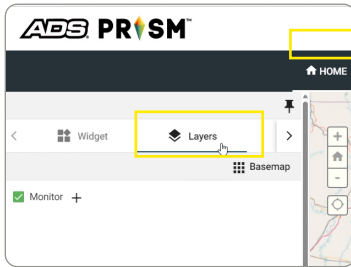 ADS PRISM™
HOME
Widget
Layers
Basemap
Monitor +